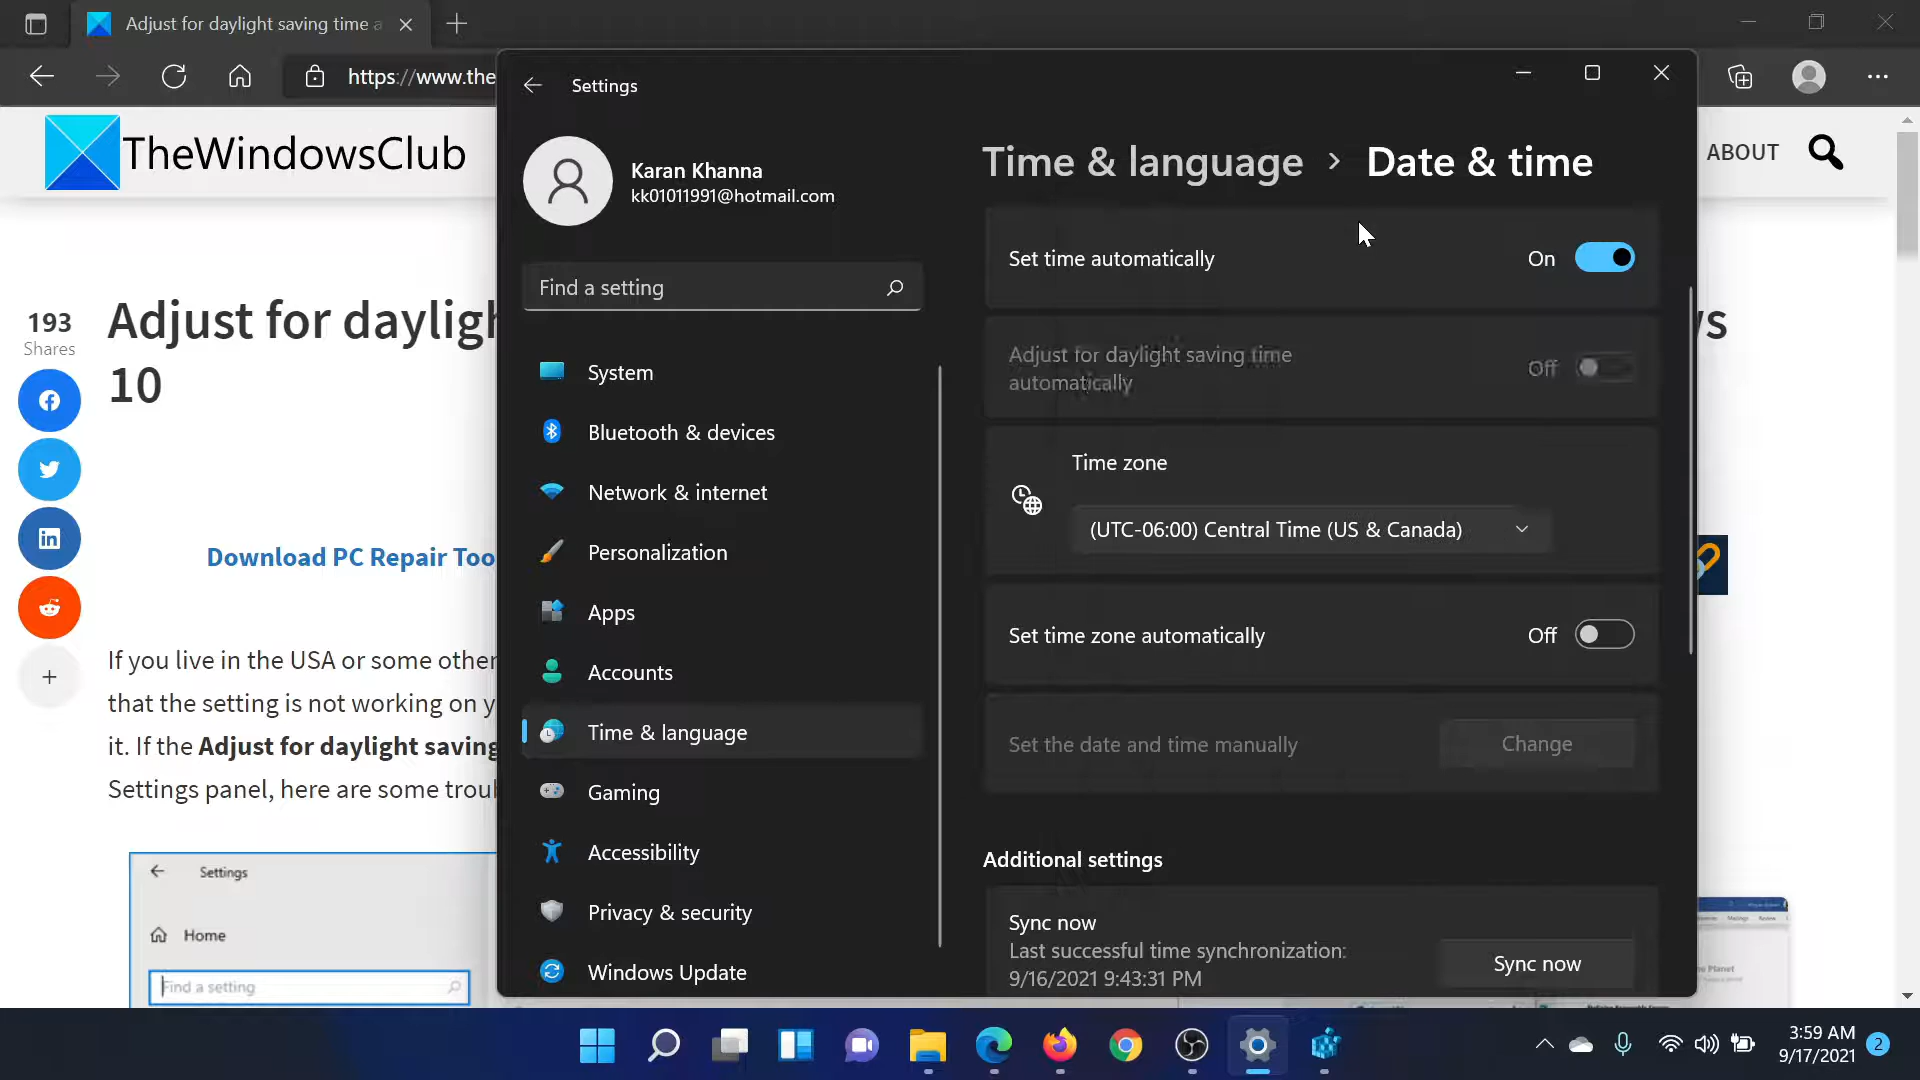 Adjust for daylight saving time a
https://www.the
TheWindowsClub
ABOUT
193
Shares
Adjust for dayligh
10
Download PC Repair Too
If you live in the USA or some other
that the setting is not working on y
it. If the Adjust for daylight saving
Settings panel, here are some trou
Settings
Home
Find a setting
Settings
Karan Khanna
kk01011991@hotmail.com
Find a setting
System
Bluetooth & devices
Network & internet
Personalization
Apps
Accounts
Time & language
Gaming
Accessibility
Privacy & security
Windows Update
Time & language > Date & time
Set time automatically
On
Adjust for daylight saving time
automatically
Off
Time zone
(UTC-06:00) Central Time (US & Canada)
Set time zone automatically
Off
Set the date and time manually
Change
Additional settings
Sync now
Last successful time synchronization:
9/16/2021 9:43:31 PM
Sync now
3:59 AM
9/17/2021
2